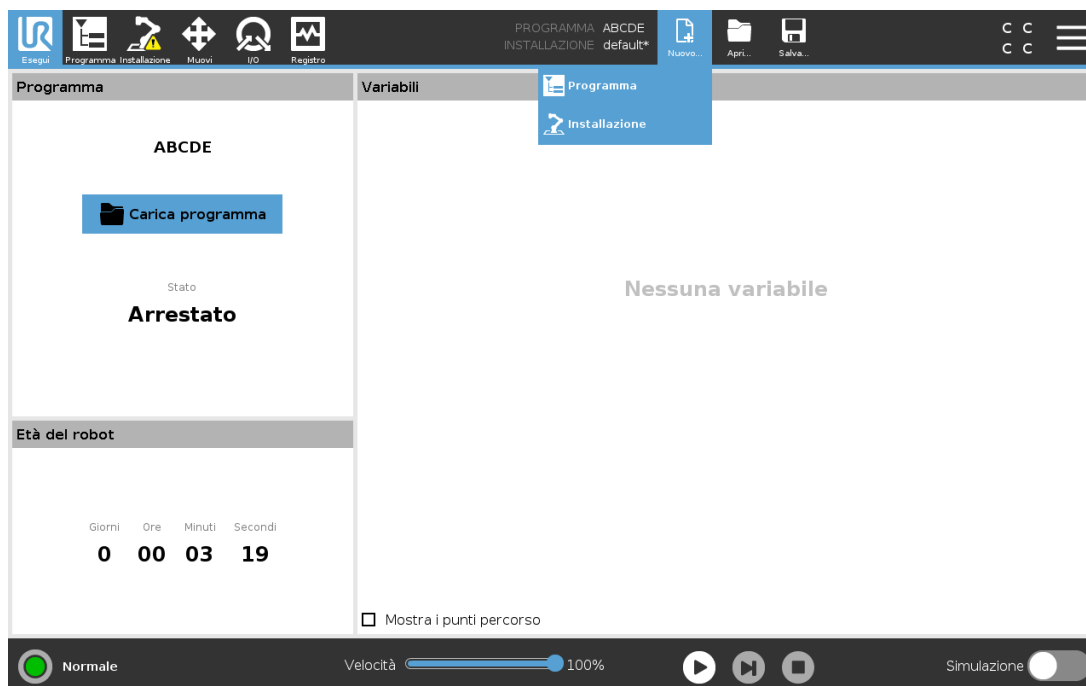 UR
Esegui Programma Installazione Muovi I/O Registro
PROGRAMMA ABCDE
INSTALLAZIONE default*
Nuovo... Apri... Salva...
C C
C C
Programma
Installazione
Programma
ABCDE
Carica programma
Stato
Arrestato
Età del robot
Giorni Ore Minuti Secondi
0 00 03 19
Variabili
Nessuna variabile
Mostra i punti percorso
Normale
Velocità 100%
Simulazione